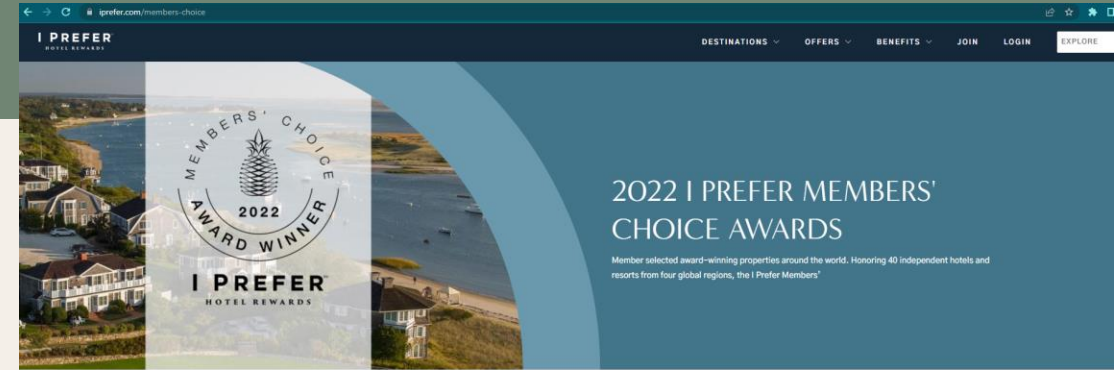 iprefer.com/members-choice
I PREFER
HOTEL REWARDS
DESTINATIONS
OFFERS
BENEFITS
JOIN
LOGIN
EXPLORE
MEMBERS' CHOICE
2022
AWARD WINNER
I PREFER
HOTEL REWARDS
2022 I PREFER MEMBERS'
CHOICE AWARDS
Member selected award-winning properties around the world. Honoring 40 independent hotels and
resorts from four global regions, the I Prefer Members'